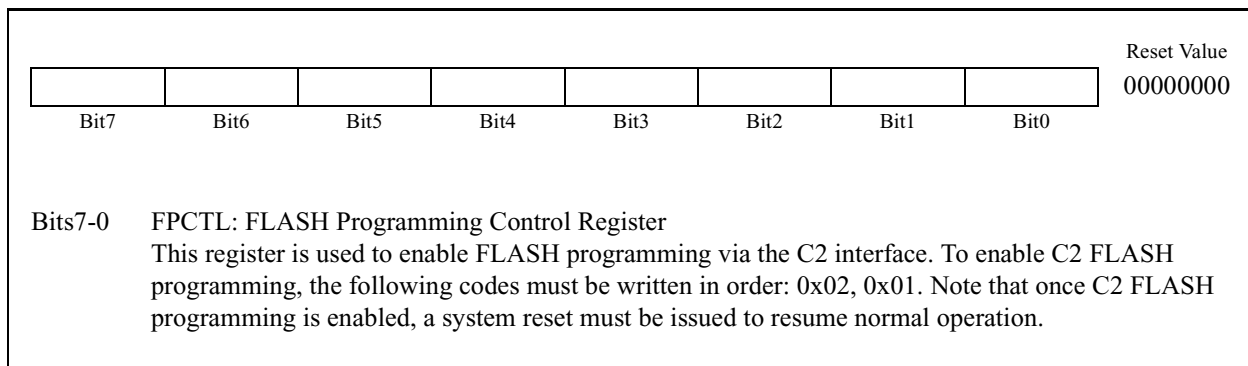 Reset Value
00000000
Bit7 Bit6 Bit5 Bit4 Bit3 Bit2 Bit1 Bit0
Bits7-0 FPCTL: FLASH Programming Control Register
This register is used to enable FLASH programming via the C2 interface. To enable C2 FLASH
programming, the following codes must be written in order: 0x02, 0x01. Note that once C2 FLASH
programming is enabled, a system reset must be issued to resume normal operation.